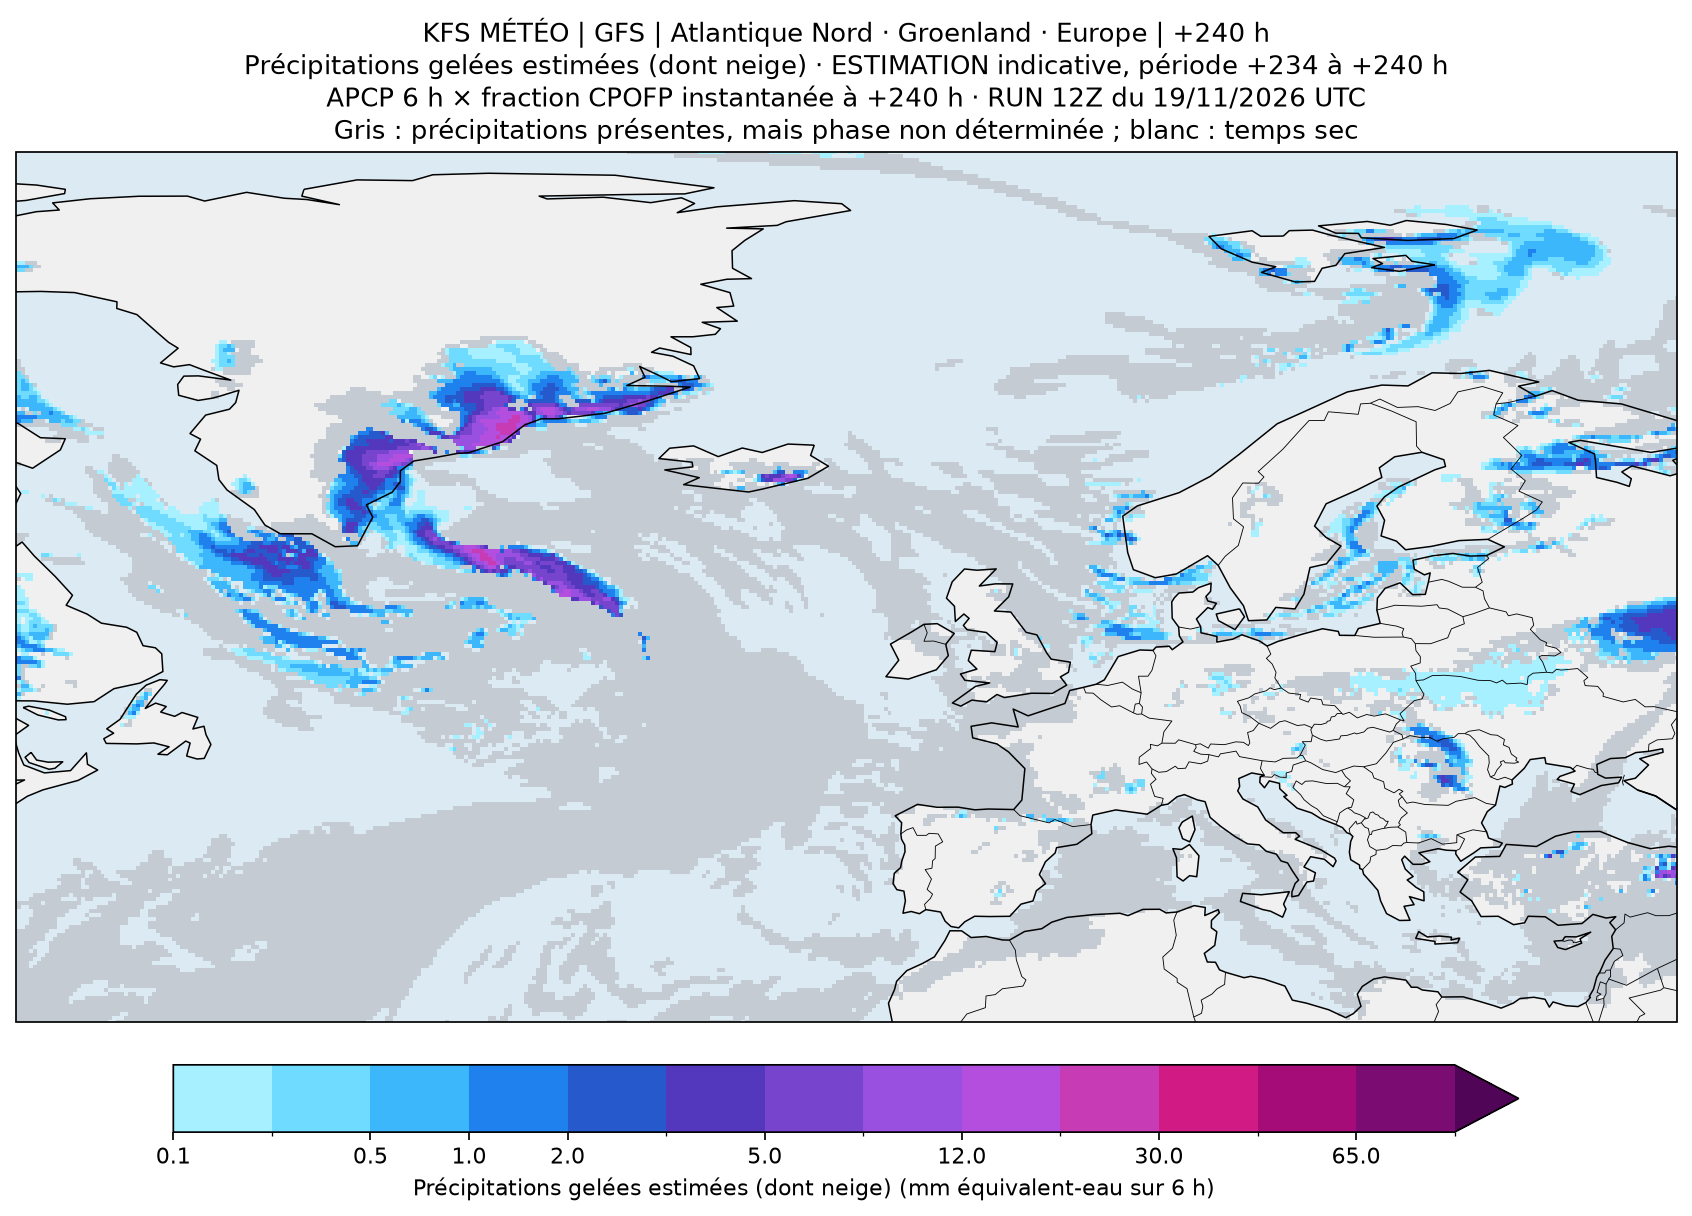 KFS MÉTÉO | GFS | Atlantique Nord · Groenland · Europe | +240 h
Précipitations gelées estimées (dont neige) · ESTIMATION indicative, période +234 à +240 h
APCP 6 h × fraction CPOFP instantanée à +240 h · RUN 12Z du 19/11/2026 UTC
Gris : précipitations présentes, mais phase non déterminée ; blanc : temps sec
0.1 0.5 1.0 2.0 5.0 12.0 30.0 65.0
Précipitations gelées estimées (dont neige) (mm équivalent-eau sur 6 h)